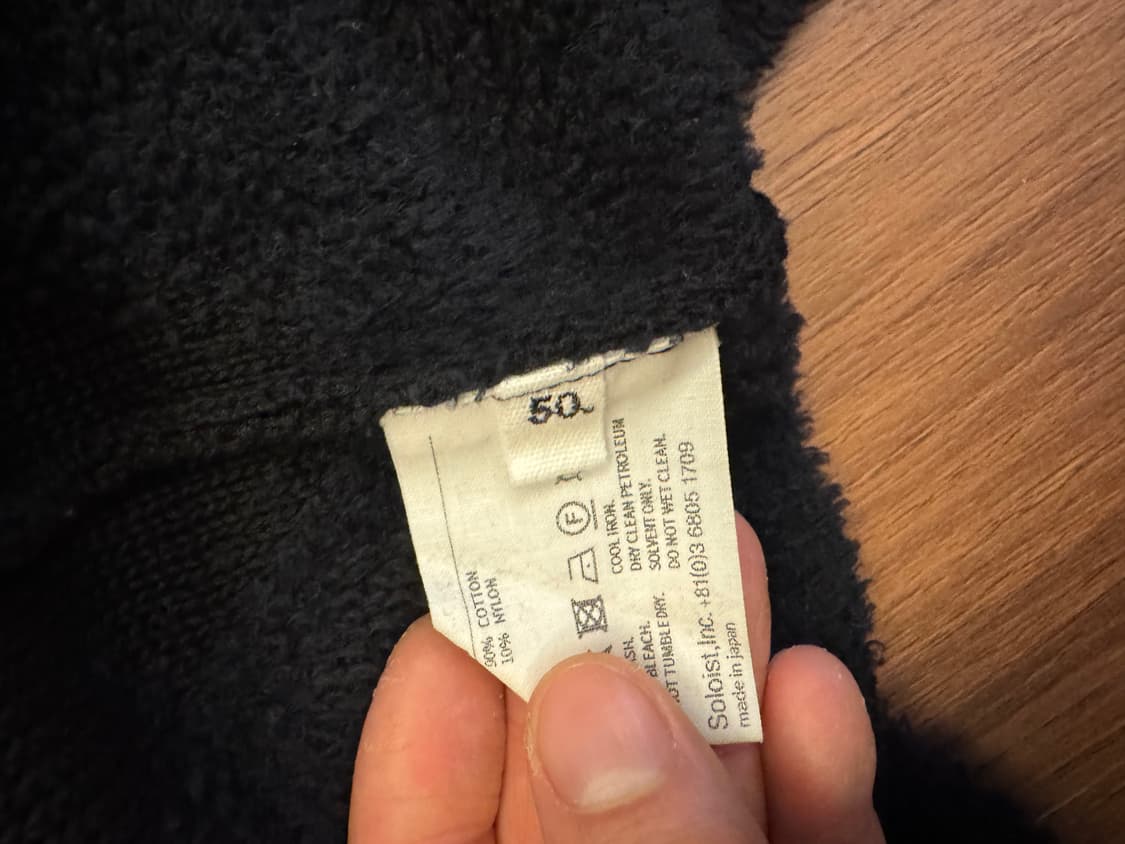 50
90% COTTON
10% NYLON
F
COOL IRON.
DRY CLEAN PETROLEUM
SOLVENT ONLY.
BLEACH. DO NOT WET CLEAN.
TUMBLE DRY.
Soloist,Inc. +81(0)3 6805 1709
made in japan